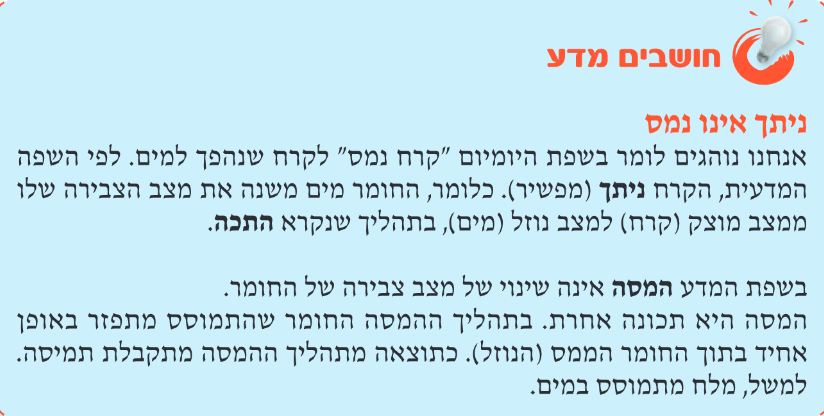 חושבים מדע
ניתך אינו נמס
אנחנו נוהגים לומר בשפת היומיום "קרח נמס" לקרח שנהפך למים. לפי השפה
המדעית, הקרח ניתך (מפשיר). כלומר, החומר מים משנה את מצב הצבירה שלו
ממצב מוצק (קרח) למצב נוזל (מים), בתהליך שנקרא התכה.
בשפת המדע המסה אינה שינוי של מצב צבירה של החומר.
המסה היא תכונה אחרת. בתהליך ההמסה החומר שהתמוסס מתפזר באופן
אחיד בתוך החומר הממס (הנוזל). כתוצאה מתהליך ההמסה מתקבלת תמיסה.
למשל, מלח מתמוסס במים.